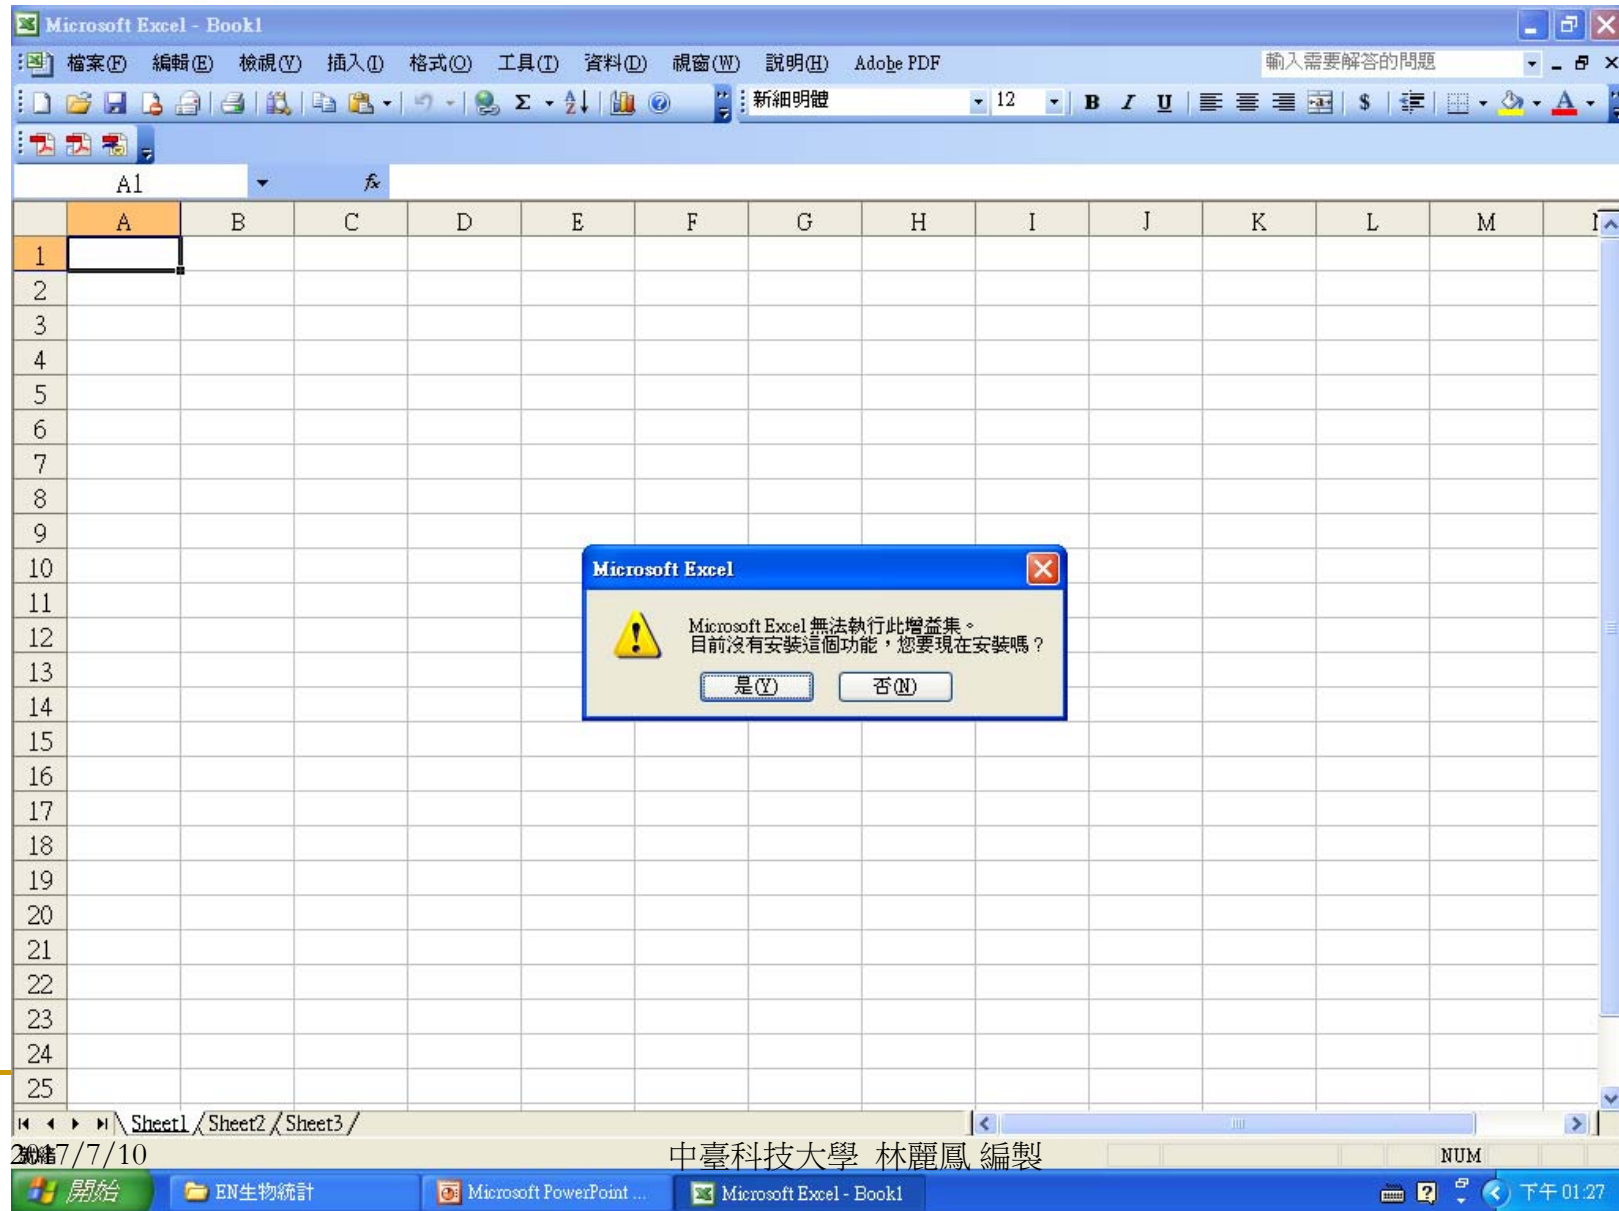 Microsoft Excel - Book1
檔案(F) 編輯(E) 檢視(V) 插入(I) 格式(O) 工具(T) 資料(D) 視窗(W) 說明(H) Adobe PDF 輸入需要解答的問題
新細明體 12 B I U $ A
A1 fx
A B C D E F G H I J K L M
1
2
3
4
5
6
7
8
9
10
11
12
13
14
15
16
17
18
19
20
21
22
23
24
25
Microsoft Excel
Microsoft Excel 無法執行此增益集。
目前沒有安裝這個功能，您要現在安裝嗎？
是(Y) 否(N)
Sheet1 Sheet2 Sheet3
2017/7/10 中臺科技大學 林麗鳳 編製 NUM
開始 EN生物統計 Microsoft PowerPoint ... Microsoft Excel - Book1 下午 01:27